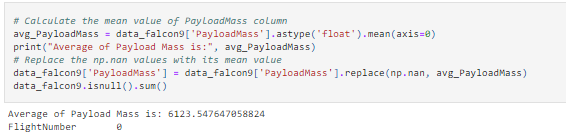 # Calculate the mean value of PayloadMass column
avg_PayloadMass = data_falcon9['PayloadMass'].astype('float').mean(axis=0)
print("Average of Payload Mass is:", avg_PayloadMass)
# Replace the np.nan values with its mean value
data_falcon9['PayloadMass'] = data_falcon9['PayloadMass'].replace(np.nan, avg_PayloadMass)
data_falcon9.isnull().sum()
Average of Payload Mass is: 6123.547647058824
FlightNumber 0